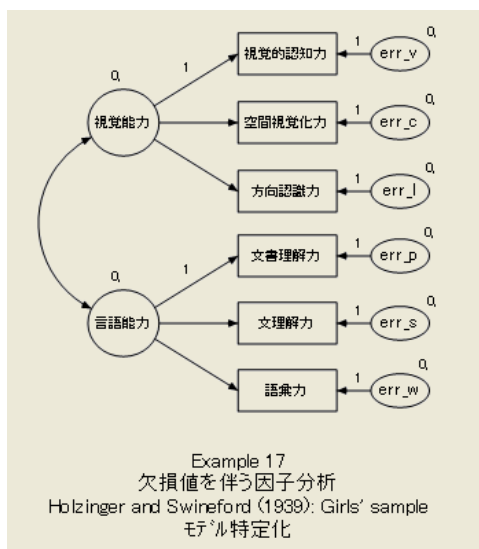 0,
1
視覚的認知力
1
err_v
0,
視覚能力
空間視覚化力
1
err_c
0,
方向認識力
1
err_l
0,
0,
1
文書理解力
1
err_p
0,
言語能力
文理解力
1
err_s
0,
語彙力
1
err_w
0,
Example 17
欠損値を伴う因子分析
Holzinger and Swineford (1939): Girls' sample
モデル特定化